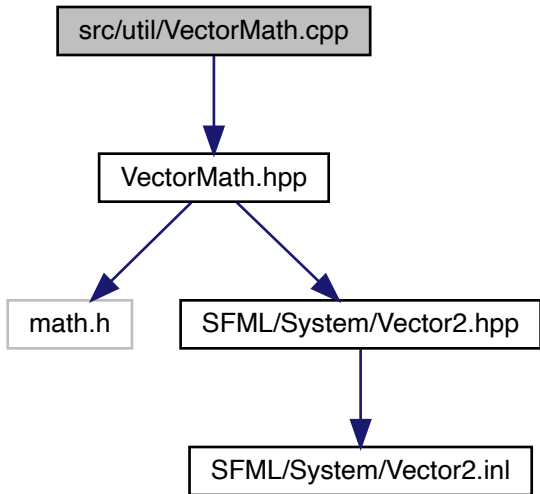 src/util/VectorMath.cpp
VectorMath.hpp
math.h
SFML/System/Vector2.hpp
SFML/System/Vector2.inl